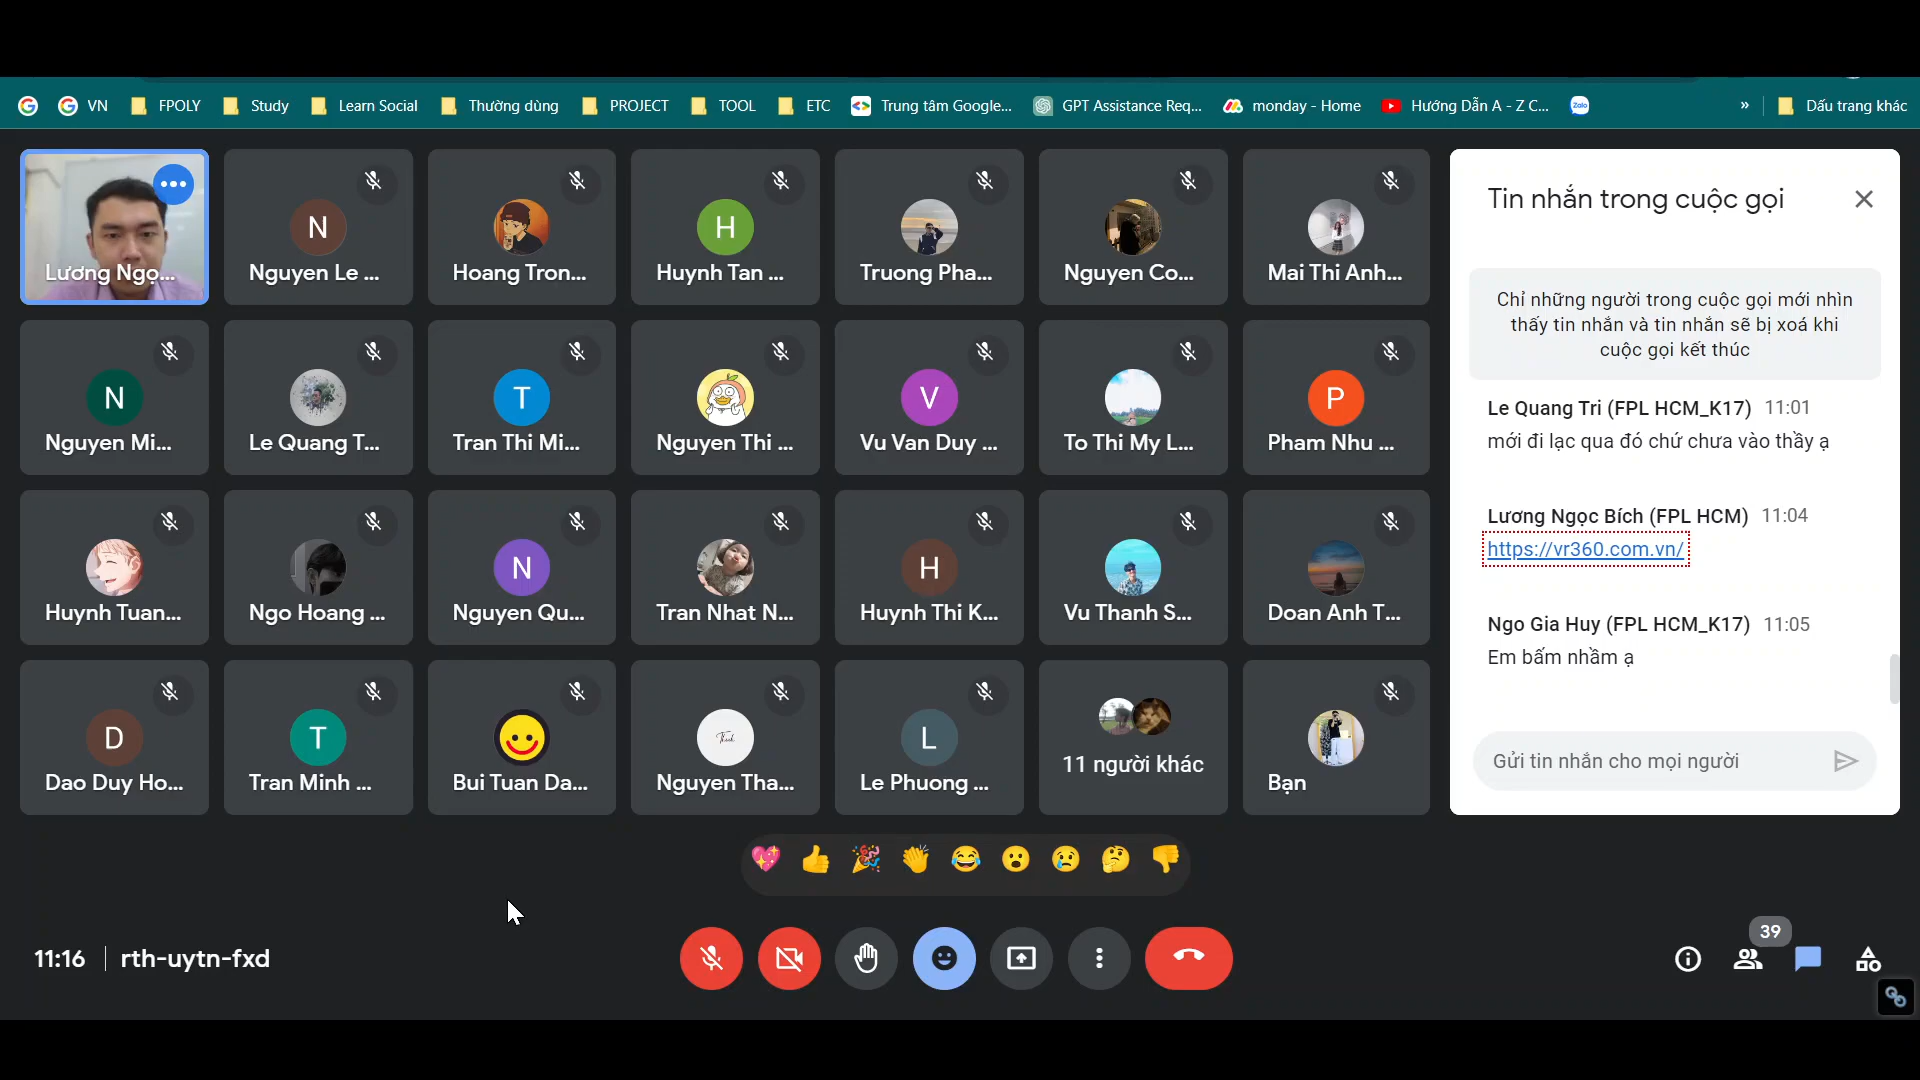 VN
FPOLY
Study
Learn Social
Thường dùng
PROJECT
TOOL
ETC
Trung tâm Google...
GPT Assistance Req...
monday - Home
Hướng Dẫn A - Z C...
Zalo
»
Dấu trang khác
Lương Ngọ...
N
Nguyen Le ...
Hoang Tron...
H
Huynh Tan ...
Truong Pha...
Nguyen Co...
Mai Thi Anh...
N
Nguyen Mi...
Le Quang T...
T
Tran Thi Mi...
Nguyen Thi ...
V
Vu Van Duy ...
To Thi My L...
P
Pham Nhu ...
Huynh Tuan...
Ngo Hoang ...
N
Nguyen Qu...
Tran Nhat N...
H
Huynh Thi K...
Vu Thanh S...
Doan Anh T...
D
Dao Duy Ho...
T
Tran Minh ...
Bui Tuan Da...
Nguyen Tha...
L
Le Phuong ...
11 người khác
Bạn
Tin nhắn trong cuộc gọi
Chỉ những người trong cuộc gọi mới nhìn
thấy tin nhắn và tin nhắn sẽ bị xoá khi
cuộc gọi kết thúc
Le Quang Tri (FPL HCM_K17) 11:01
mới đi lạc qua đó chứ chưa vào thầy ạ
Lương Ngọc Bích (FPL HCM) 11:04
https://vr360.com.vn/
Ngo Gia Huy (FPL HCM_K17) 11:05
Em bấm nhầm ạ
Gửi tin nhắn cho mọi người
11:16 | rth-uytn-fxd
39